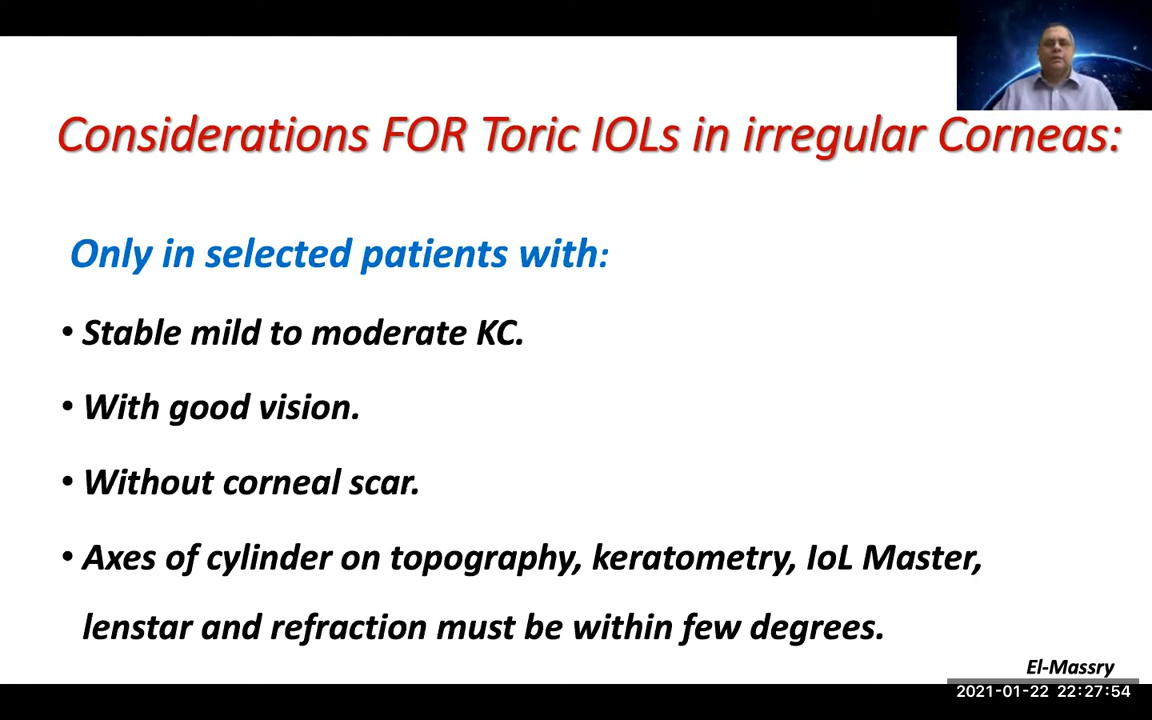 Considerations FOR Toric IOLs in irregular Corneas:
Only in selected patients with:
• Stable mild to moderate KC.
• With good vision.
• Without corneal scar.
• Axes of cylinder on topography, keratometry, IoL Master,
lenstar and refraction must be within few degrees.
El-Massry
2021-01-22 22:27:54